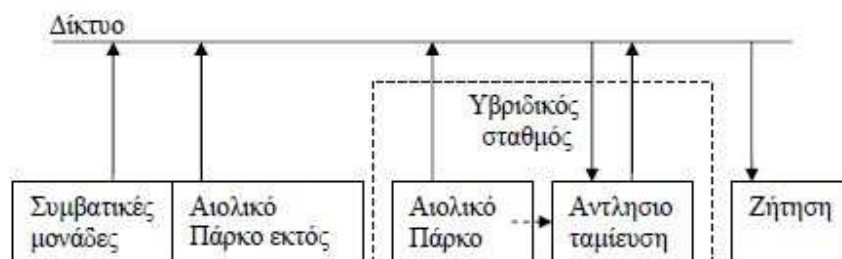 Δίκτυο
Υβριδικός
σταθμός
Συμβατικές
μονάδες
Αιολικό
Πάρκο εκτός
Αιολικό
Πάρκο
Αντλησιο
ταμίευση
Ζήτηση